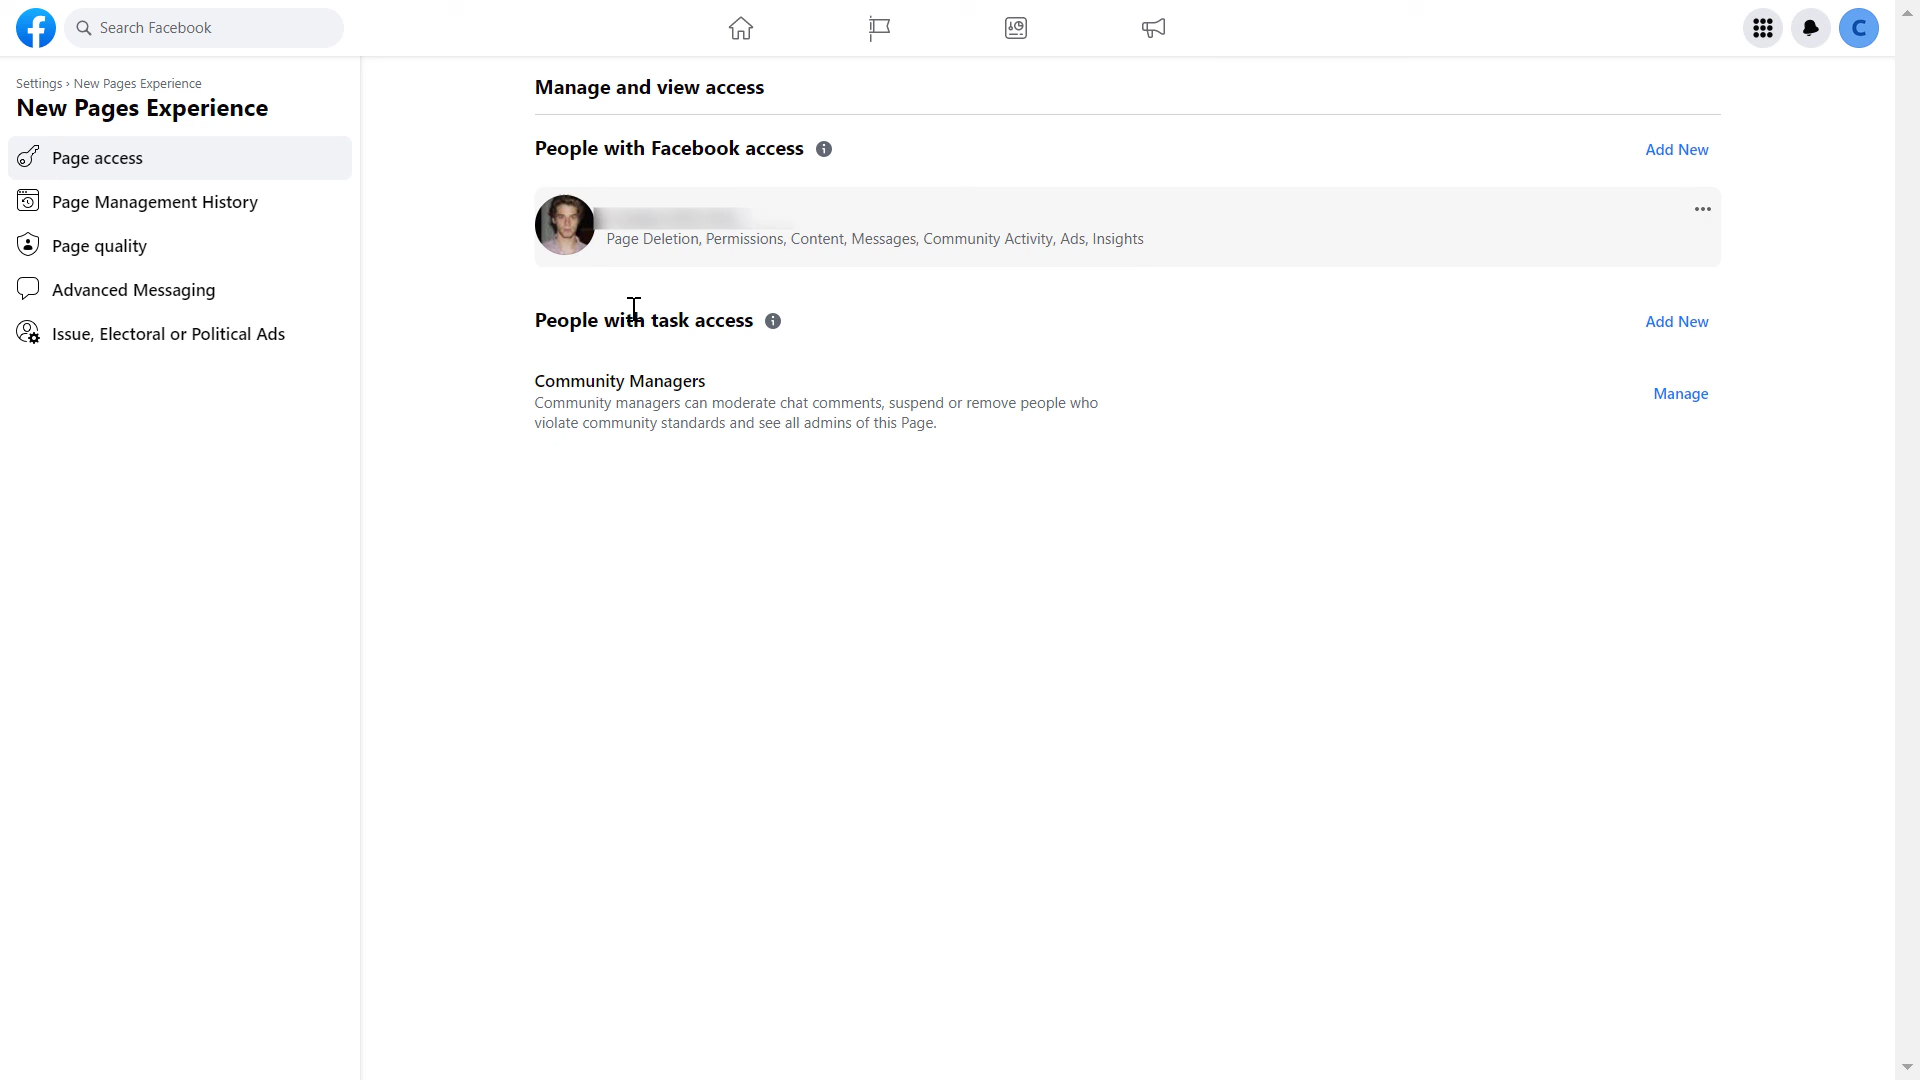 Search Facebook
C
Settings › New Pages Experience
New Pages Experience
Page access
Page Management History
Page quality
Advanced Messaging
Issue, Electoral or Political Ads
Manage and view access
People with Facebook access
Add New
Page Deletion, Permissions, Content, Messages, Community Activity, Ads, Insights
People with task access
Add New
Community Managers
Manage
Community managers can moderate chat comments, suspend or remove people who
violate community standards and see all admins of this Page.